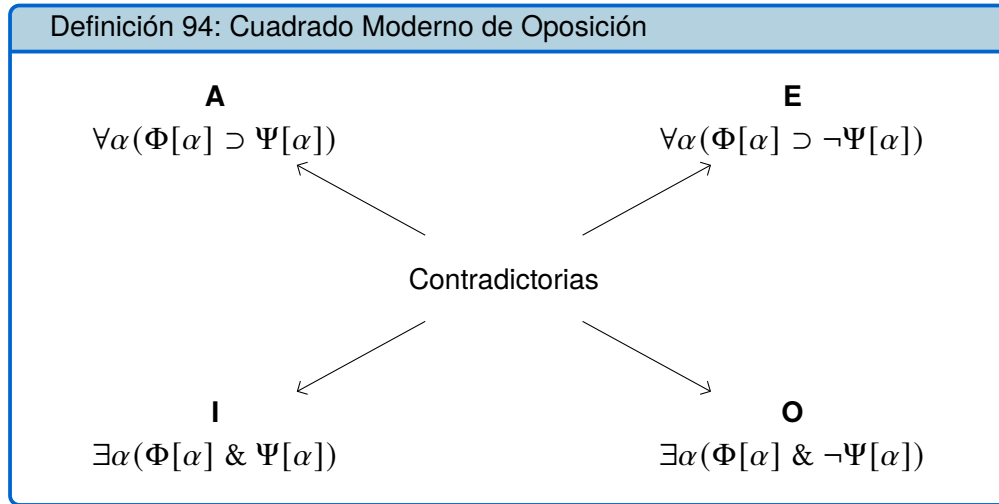 Definición 94: Cuadrado Moderno de Oposición
A E
∀α(Φ[α] ⊃ Ψ[α]) ∀α(Φ[α] ⊃ ¬Ψ[α])
Contradictorias
I O
∃α(Φ[α] & Ψ[α]) ∃α(Φ[α] & ¬Ψ[α])